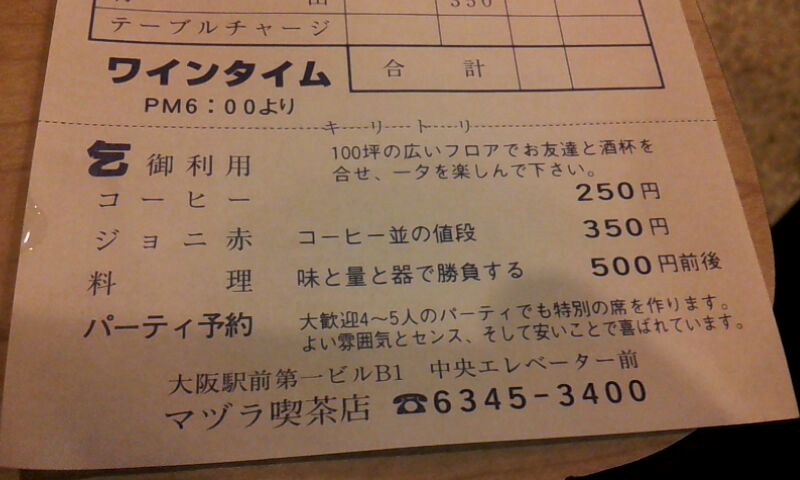 350
テーブルチャージ
ワインタイム 合計
PM6:00より
キリトリ
乞御利用 100坪の広いフロアでお友達と酒杯を
合せ、一タを楽しんで下さい。
コーヒー 250円
ジョニ赤 コーヒー並の値段 350円
料理 味と量と器で勝負する 500円前後
パーティ予約 大歓迎4〜5人のパーティでも特別の席を作ります。
よい雰囲気とセンス、そして安いことで喜ばれています。
大阪駅前第一ビルB1 中央エレベーター前
マヅラ喫茶店 ☎6345-3400